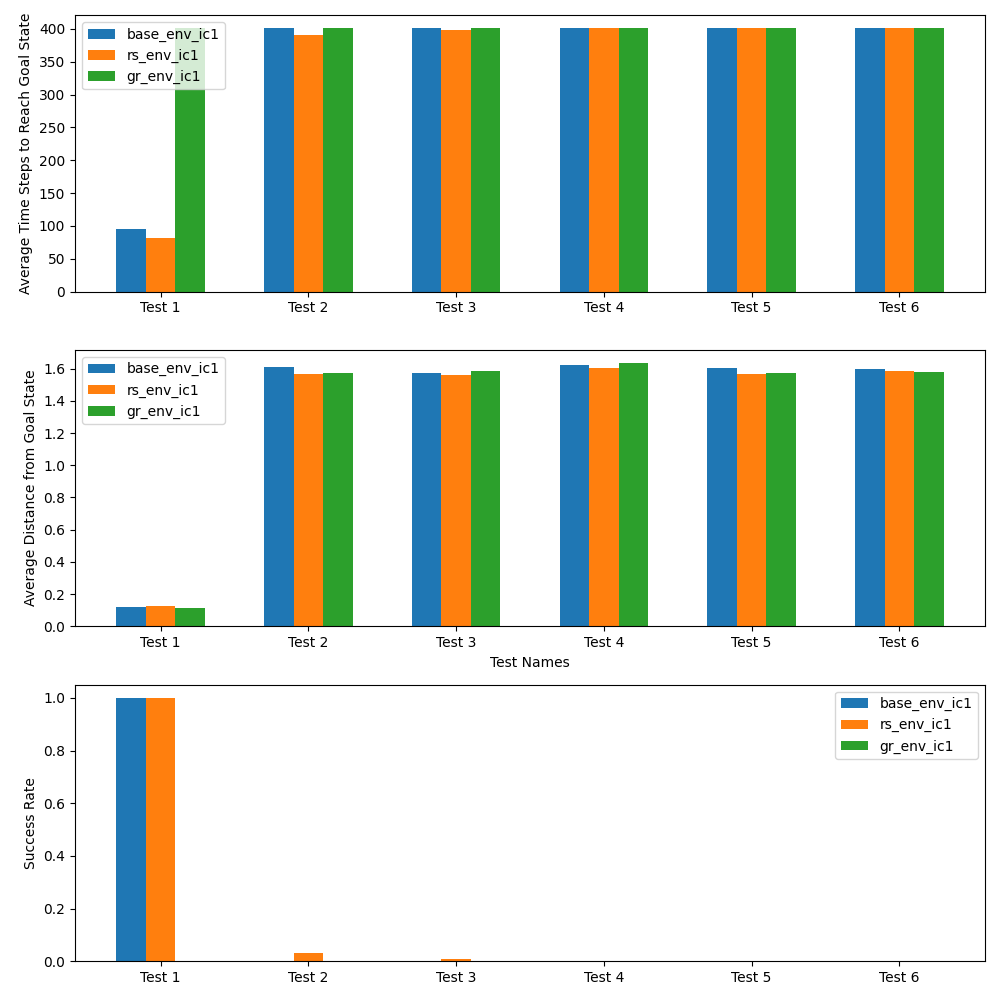 Average Time Steps to Reach Goal State
400
350
300
250
200
150
100
50
0
base_env_ic1
rs_env_ic1
gr_env_ic1
Test 1 Test 2 Test 3 Test 4 Test 5 Test 6
Average Distance from Goal State
1.6
1.4
1.2
1.0
0.8
0.6
0.4
0.2
0.0
base_env_ic1
rs_env_ic1
gr_env_ic1
Test 1 Test 2 Test 3 Test 4 Test 5 Test 6
Test Names
Success Rate
1.0
0.8
0.6
0.4
0.2
0.0
base_env_ic1
rs_env_ic1
gr_env_ic1
Test 1 Test 2 Test 3 Test 4 Test 5 Test 6